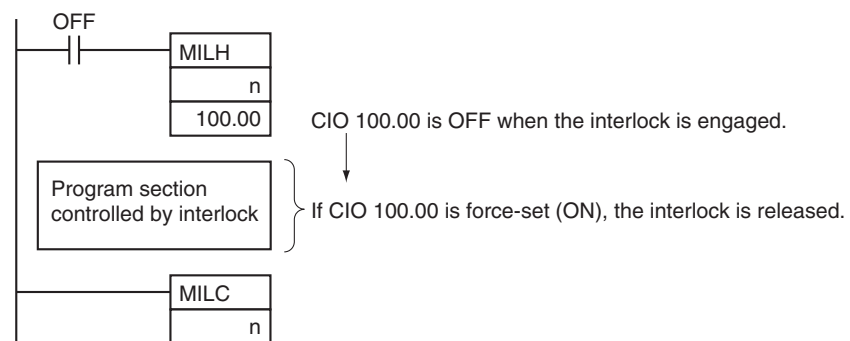 OFF
MILH
n
100.00
CIO 100.00 is OFF when the interlock is engaged.
Program section
controlled by interlock
If CIO 100.00 is force-set (ON), the interlock is released.
MILC
n